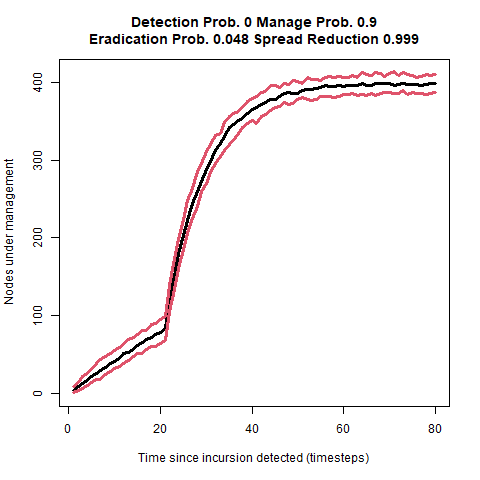 Detection Prob. 0 Manage Prob. 0.9
Eradication Prob. 0.048 Spread Reduction 0.999
Nodes under management
400
300
200
100
0
0 20 40 60 80
Time since incursion detected (timesteps)